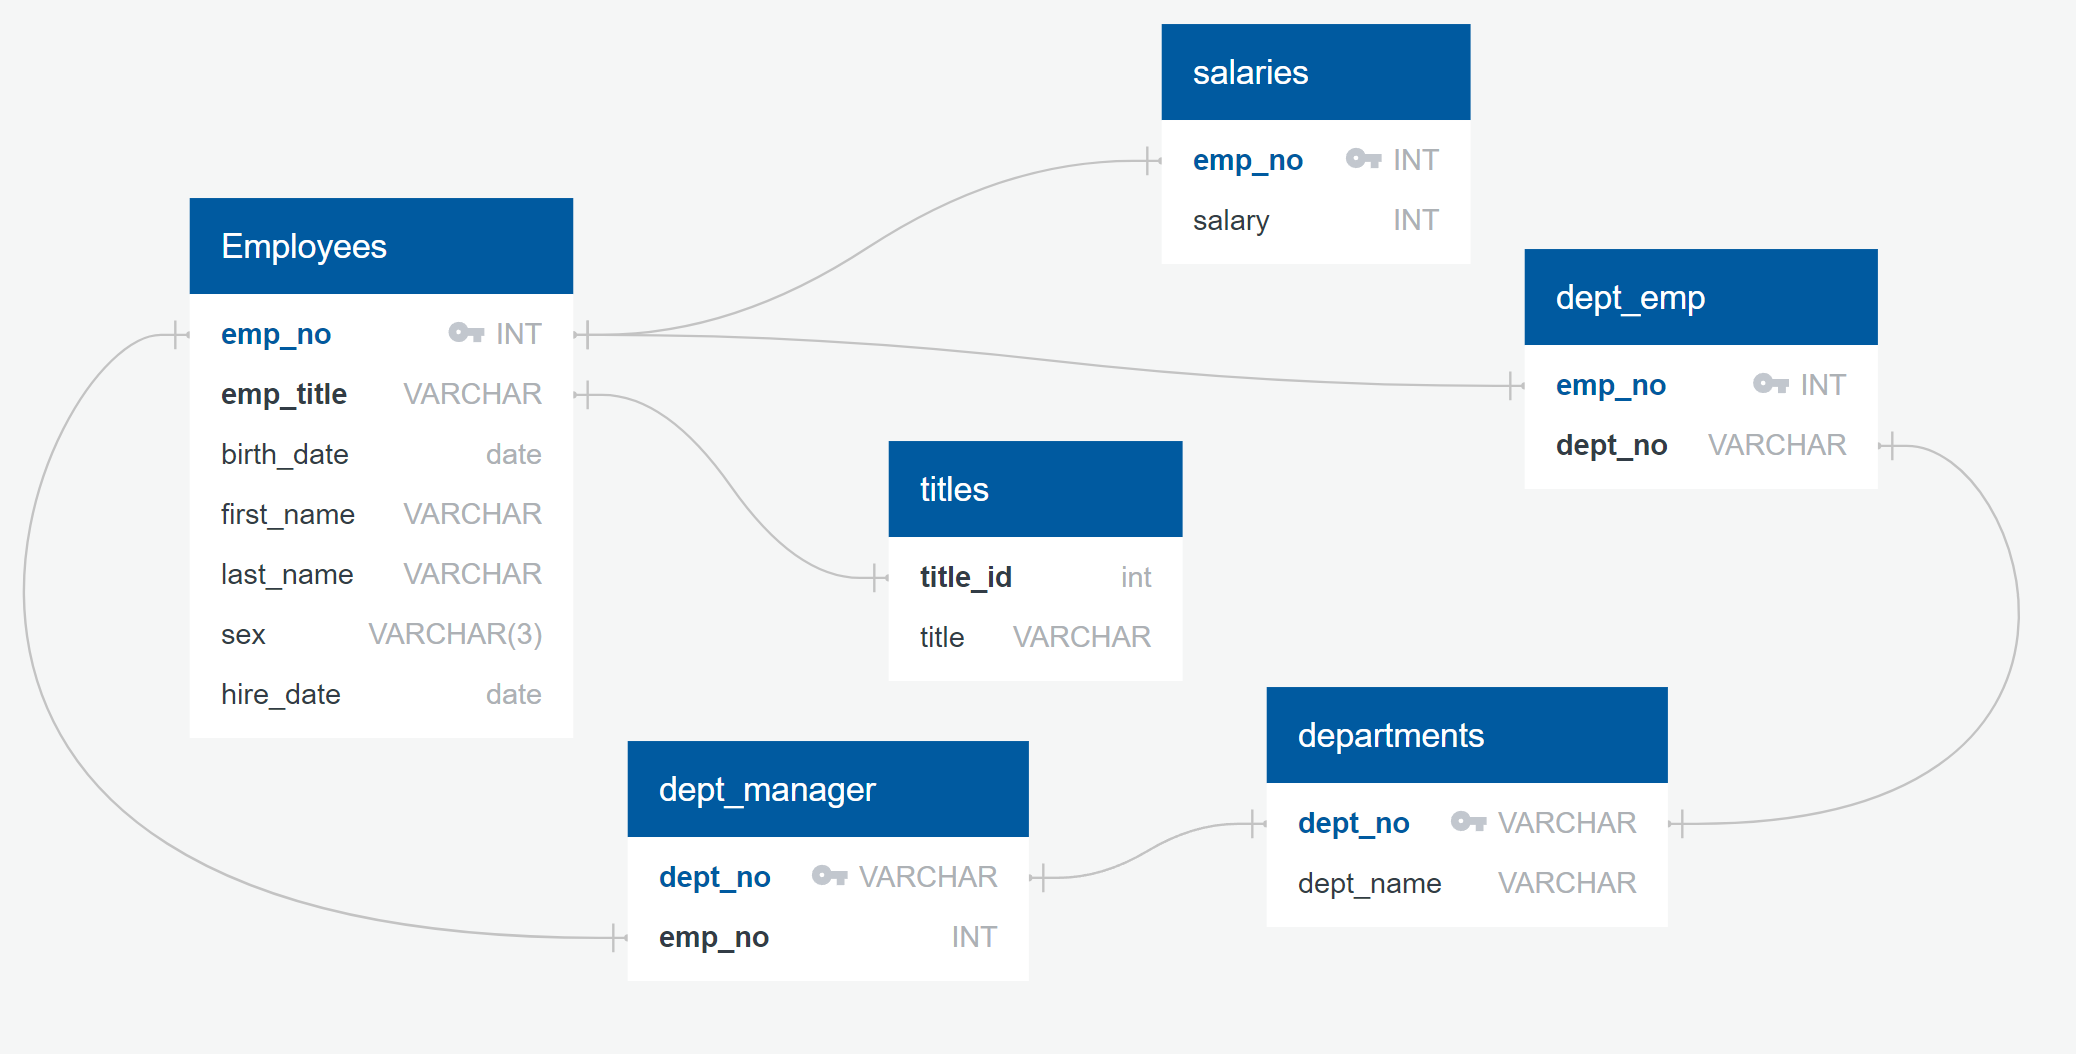 salaries
emp_no INT
salary INT
Employees
emp_no INT
emp_title VARCHAR
birth_date date
first_name VARCHAR
last_name VARCHAR
sex VARCHAR(3)
hire_date date
dept_emp
emp_no INT
dept_no VARCHAR
titles
title_id int
title VARCHAR
departments
dept_no VARCHAR
dept_name VARCHAR
dept_manager
dept_no VARCHAR
emp_no INT